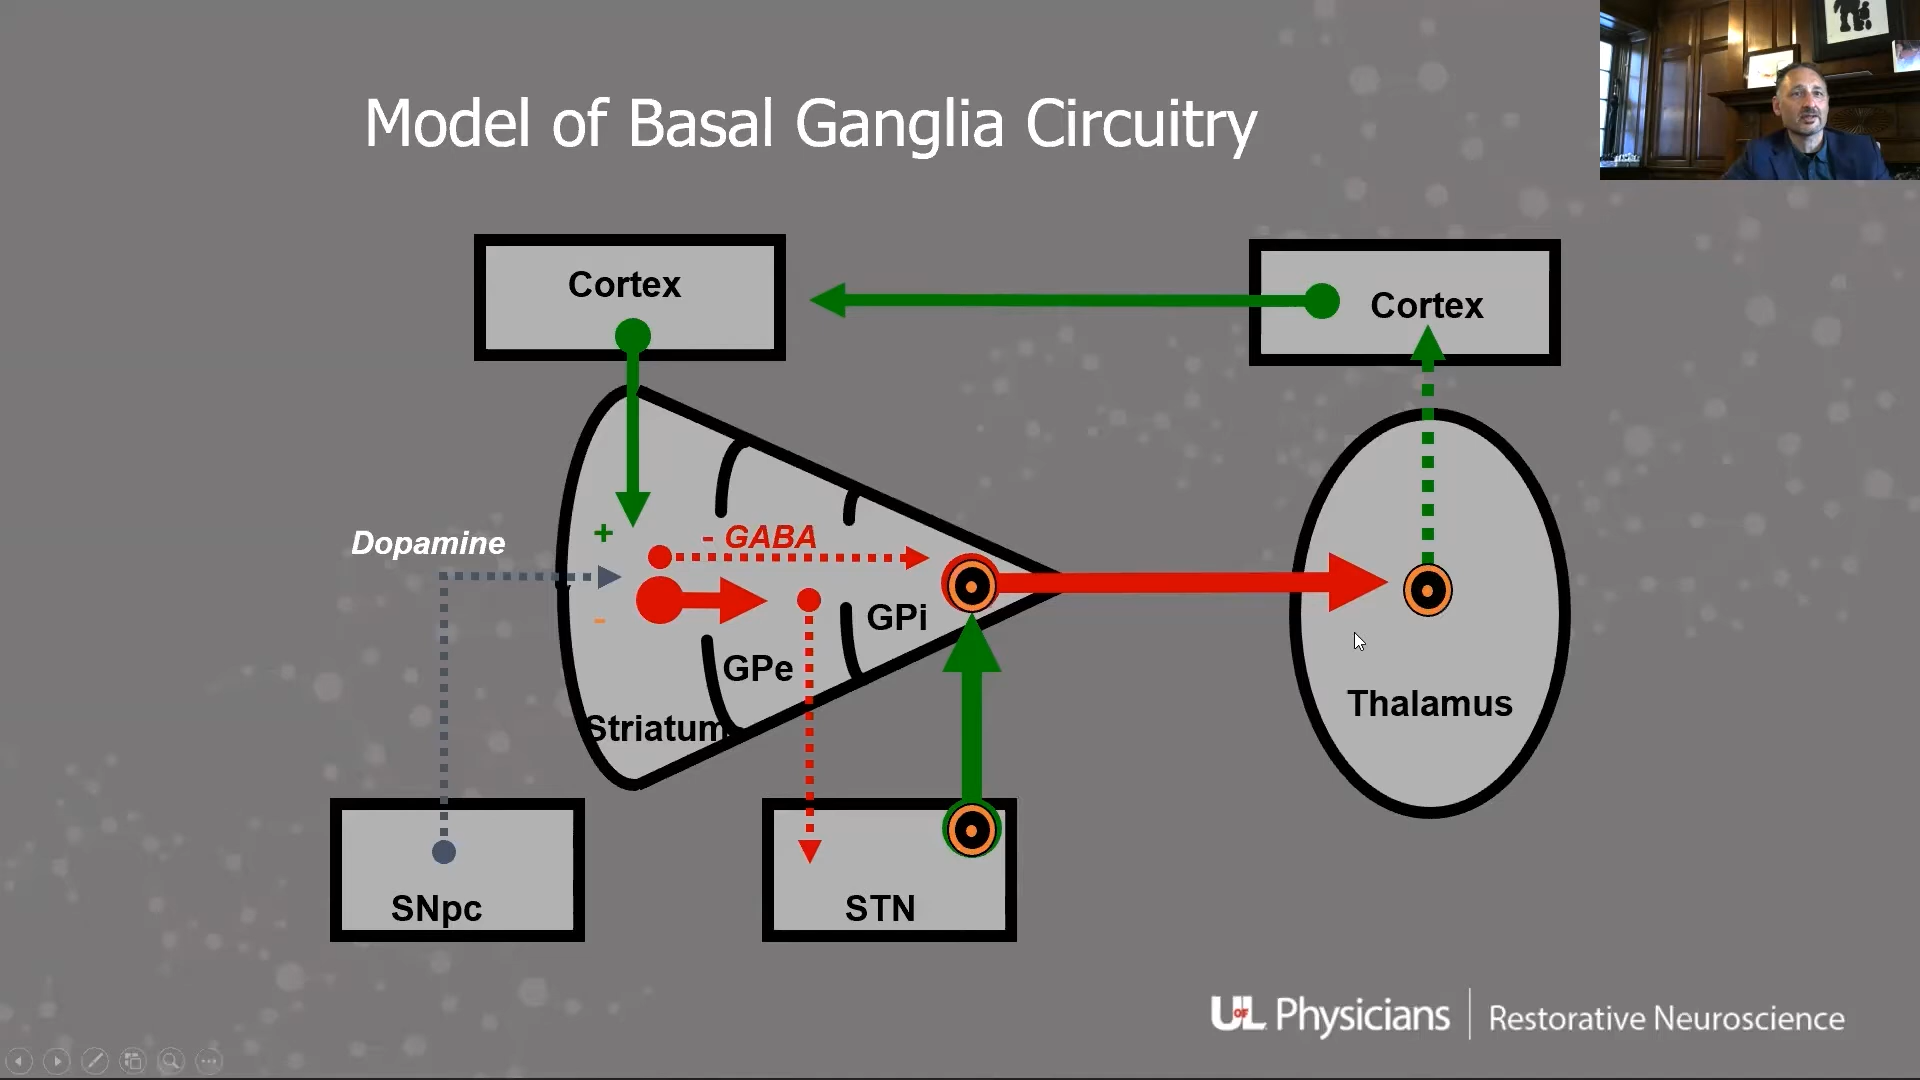 Model of Basal Ganglia Circuitry
Cortex
Cortex
+
- GABA
Dopamine
-
GPi
GPe
Striatum
Thalamus
SNpc
STN
UofL Physicians | Restorative Neuroscience